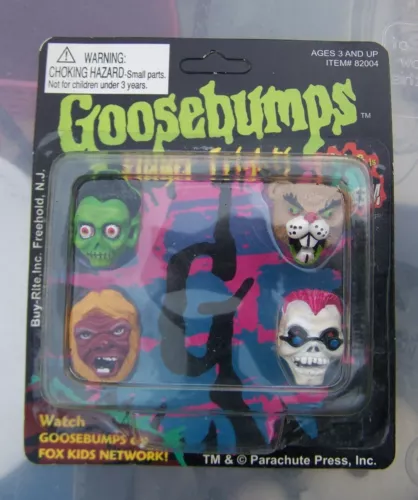 WARNING:
CHOKING HAZARD-Small parts.
Not for children under 3 years.
AGES 3 AND UP
ITEM# 82004
Goosebumps
TM
Buy-Rite, Inc. Freehold, N.J.
Watch
GOOSEBUMPS
FOX KIDS NETWORK!
TM & © Parachute Press, Inc.